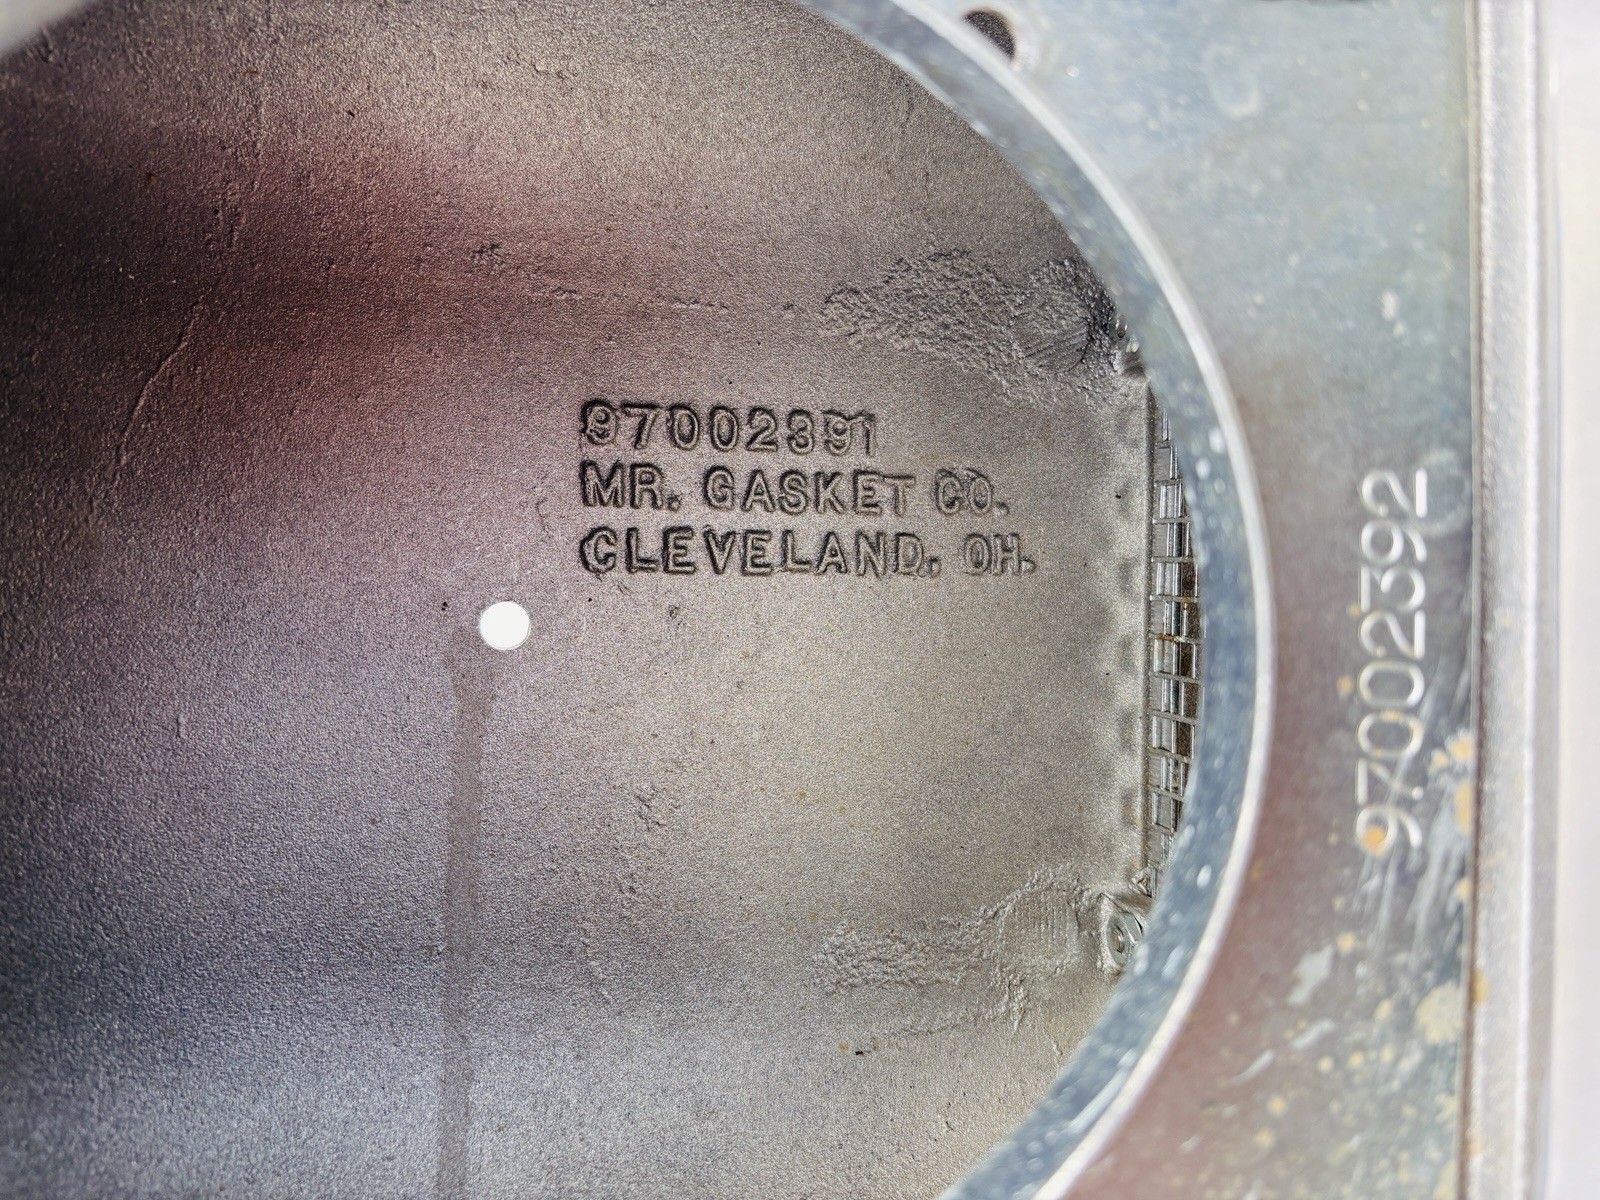 97002391
MR. GASKET CO.
CLEVELAND, OH.
97002392